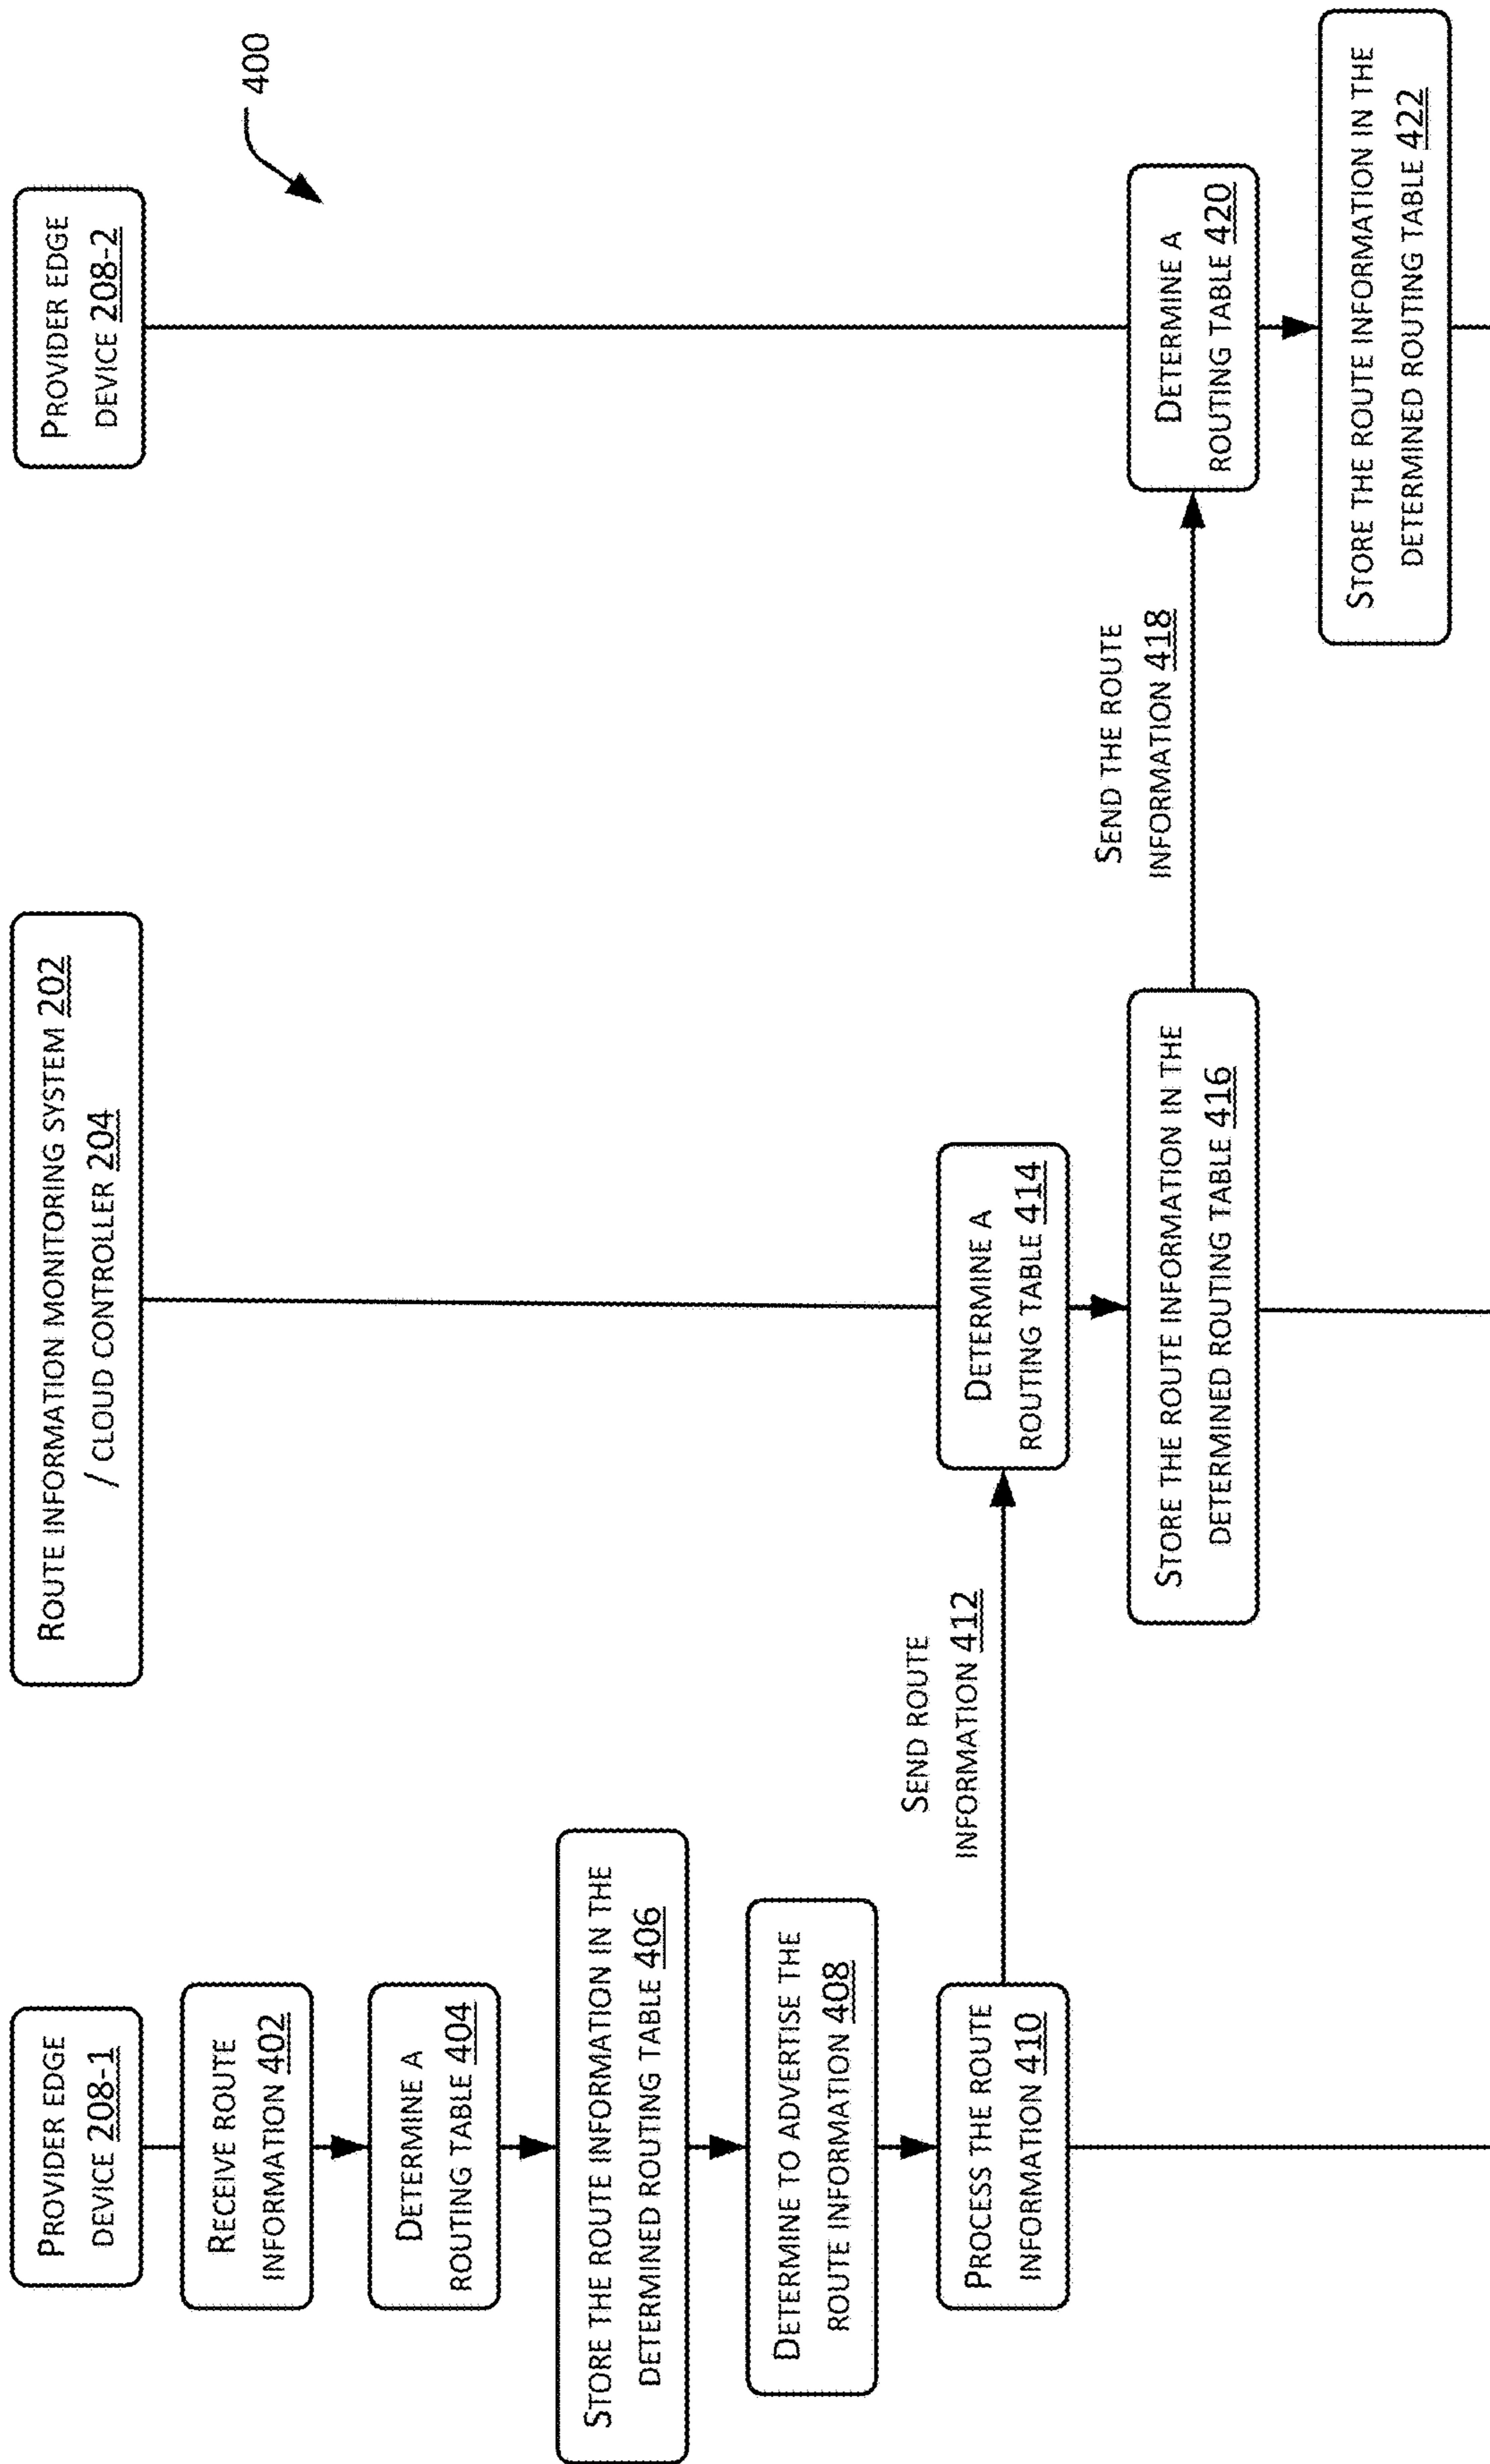 PROVIDER EDGE
DEVICE 208-1
ROUTE INFORMATION MONITORING SYSTEM 202
/ CLOUD CONTROLLER 204
PROVIDER EDGE
DEVICE 208-2
400
RECEIVE ROUTE
INFORMATION 402
DETERMINE A
ROUTING TABLE 404
STORE THE ROUTE INFORMATION IN THE
DETERMINED ROUTING TABLE 406
DETERMINE TO ADVERTISE THE
ROUTE INFORMATION 408
PROCESS THE ROUTE
INFORMATION 410
SEND ROUTE
INFORMATION 412
DETERMINE A
ROUTING TABLE 414
STORE THE ROUTE INFORMATION IN THE
DETERMINED ROUTING TABLE 416
SEND THE ROUTE
INFORMATION 418
DETERMINE A
ROUTING TABLE 420
STORE THE ROUTE INFORMATION IN THE
DETERMINED ROUTING TABLE 422